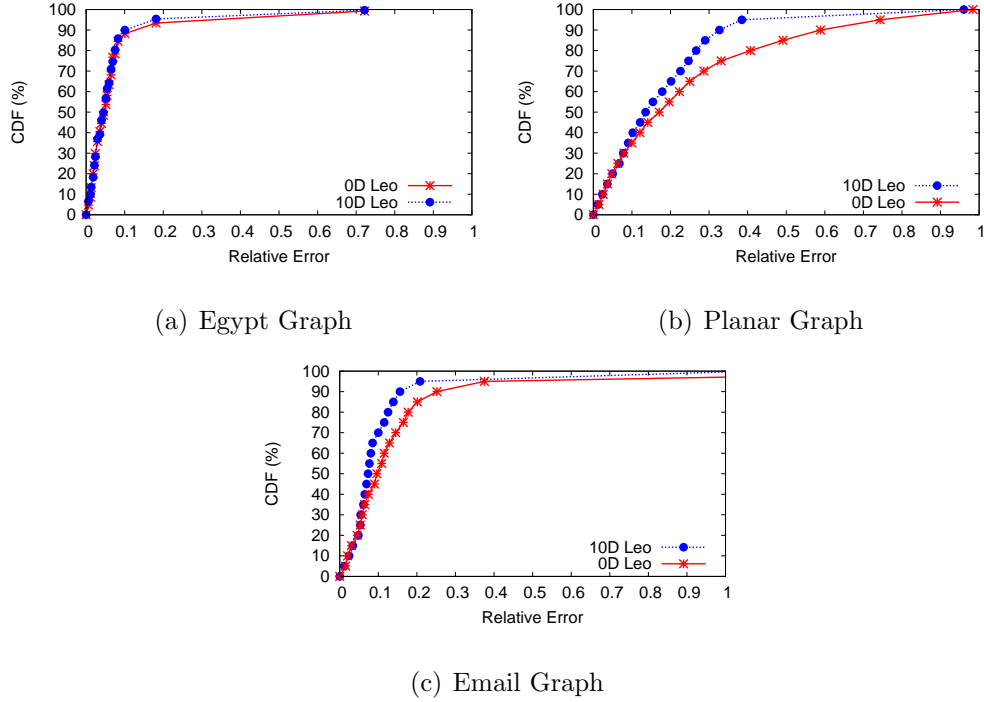 100
90
80
70
60
50
40
30
20
10
0
CDF (%)
0D Leo
10D Leo
0 0.1 0.2 0.3 0.4 0.5 0.6 0.7 0.8 0.9 1
Relative Error
(a) Egypt Graph
100
90
80
70
60
50
40
30
20
10
0
CDF (%)
10D Leo
0D Leo
0 0.1 0.2 0.3 0.4 0.5 0.6 0.7 0.8 0.9 1
Relative Error
(b) Planar Graph
100
90
80
70
60
50
40
30
20
10
0
CDF (%)
10D Leo
0D Leo
0 0.1 0.2 0.3 0.4 0.5 0.6 0.7 0.8 0.9 1
Relative Error
(c) Email Graph